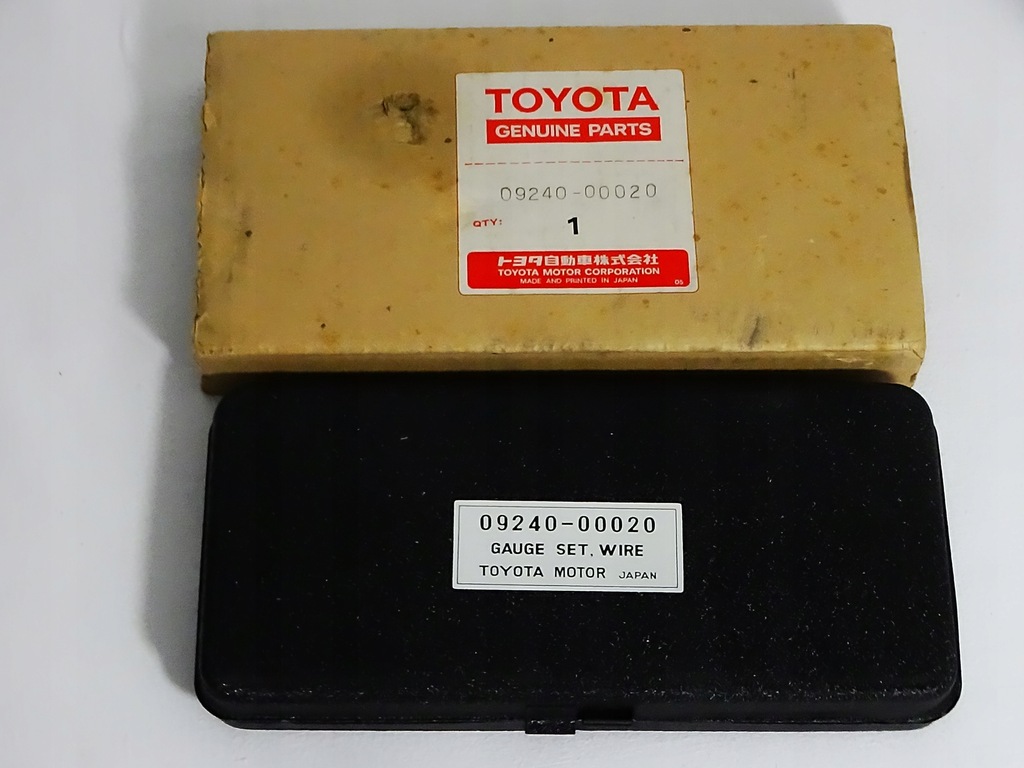 TOYOTA
GENUINE PARTS
09240-00020
QTY: 1
トヨタ自動車株式会社
TOYOTA MOTOR CORPORATION
MADE AND PRINTED IN JAPAN DS
09240-00020
GAUGE SET, WIRE
TOYOTA MOTOR JAPAN